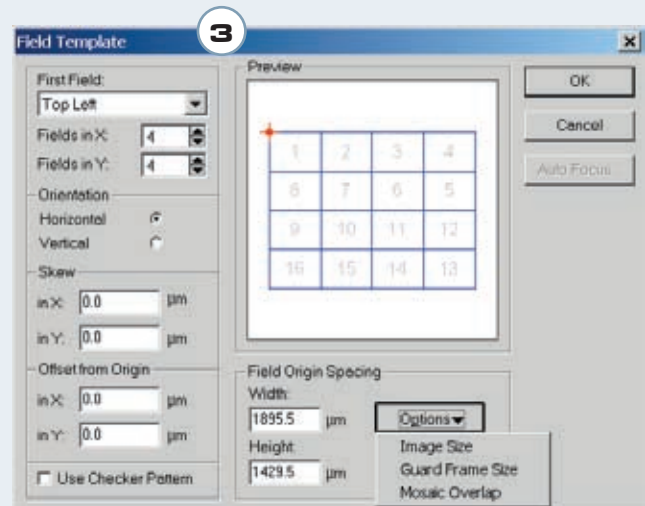 3
Field Template
First Field:
Top Left
Fields in X: 4
Fields in Y: 4
Orientation
Horizontal
Vertical
Skew
in X: 0.0 µm
in Y: 0.0 µm
Offset from Origin
in X: 0.0 µm
in Y: 0.0 µm
Use Checker Pattern
Preview
1 2 3 4
8 7 6 5
9 10 11 12
16 15 14 13
Field Origin Spacing
Width:
1895.5 µm
Height:
1429.5 µm
Options
Image Size
Guard Frame Size
Mosaic Overlap
OK
Cancel
Auto Focus...